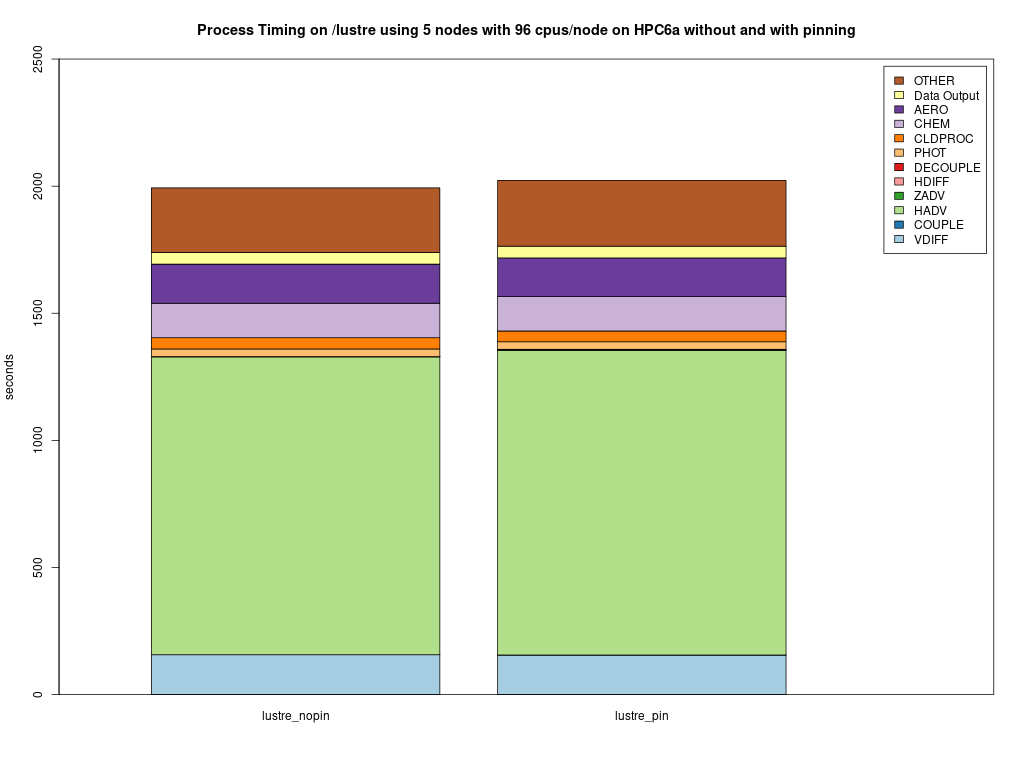 Process Timing on /lustre using 5 nodes with 96 cpus/node on HPC6a without and with pinning
2500
2000
1500
1000
500
0
seconds
OTHER
Data Output
AERO
CHEM
CLDPROC
PHOT
DECOUPLE
HDIFF
ZADV
HADV
COUPLE
VDIFF
lustre_nopin
lustre_pin